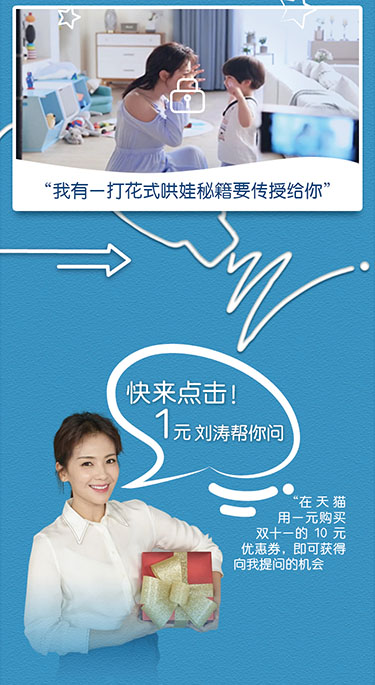 “我有一打花式哄娃秘籍要传授给你”
快来点击！
1元 刘涛帮你问
“在天猫
用一元购买
双十一的 10 元
优惠券，即可获得
向我提问的机会